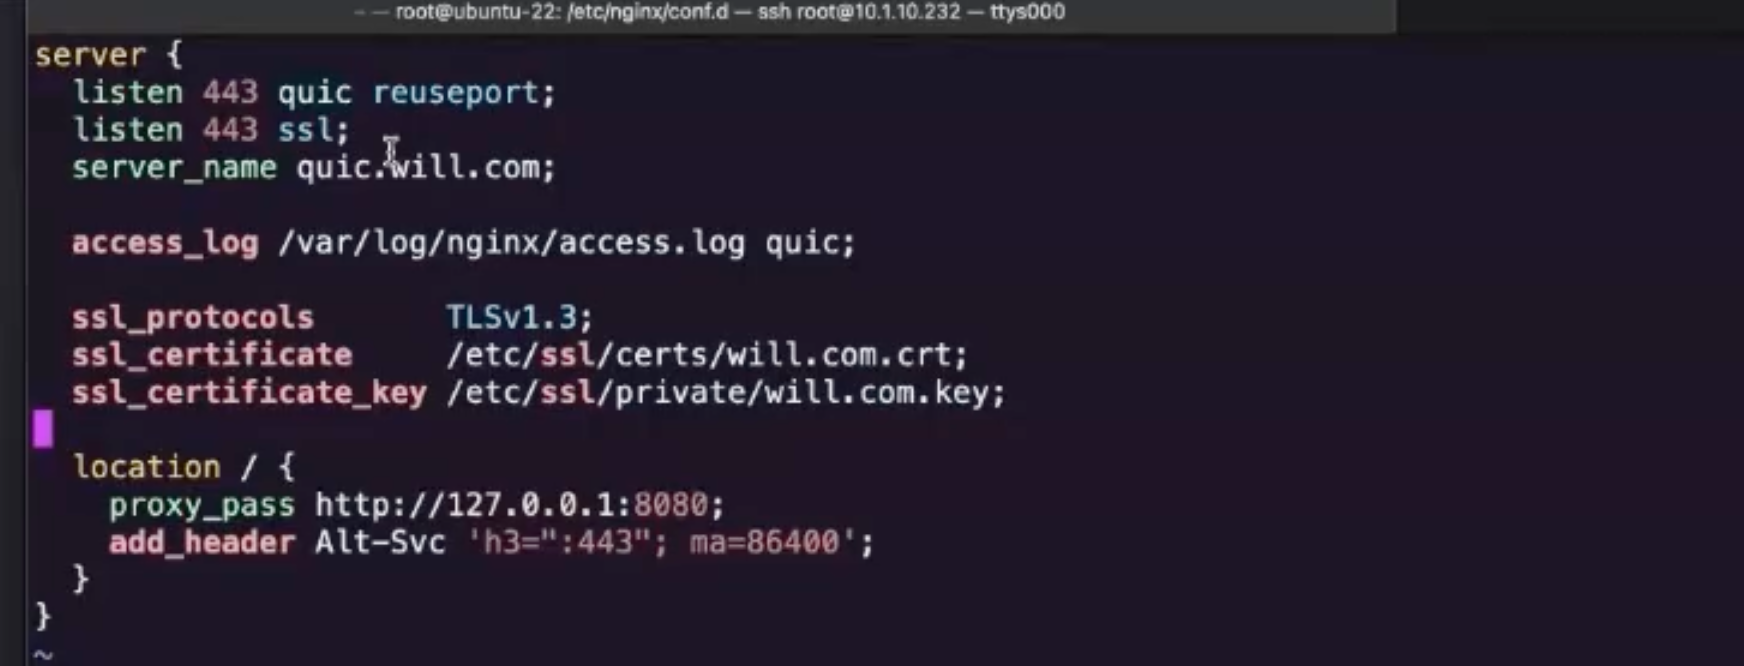 — — root@ubuntu-22: /etc/nginx/conf.d — ssh root@10.1.10.232 — ttys000
server {
  listen 443 quic reuseport;
  listen 443 ssl;
  server_name quic.will.com;

  access_log /var/log/nginx/access.log quic;

  ssl_protocols       TLSv1.3;
  ssl_certificate     /etc/ssl/certs/will.com.crt;
  ssl_certificate_key /etc/ssl/private/will.com.key;

  location / {
    proxy_pass http://127.0.0.1:8080;
    add_header Alt-Svc 'h3=":443"; ma=86400';
  }
}
~